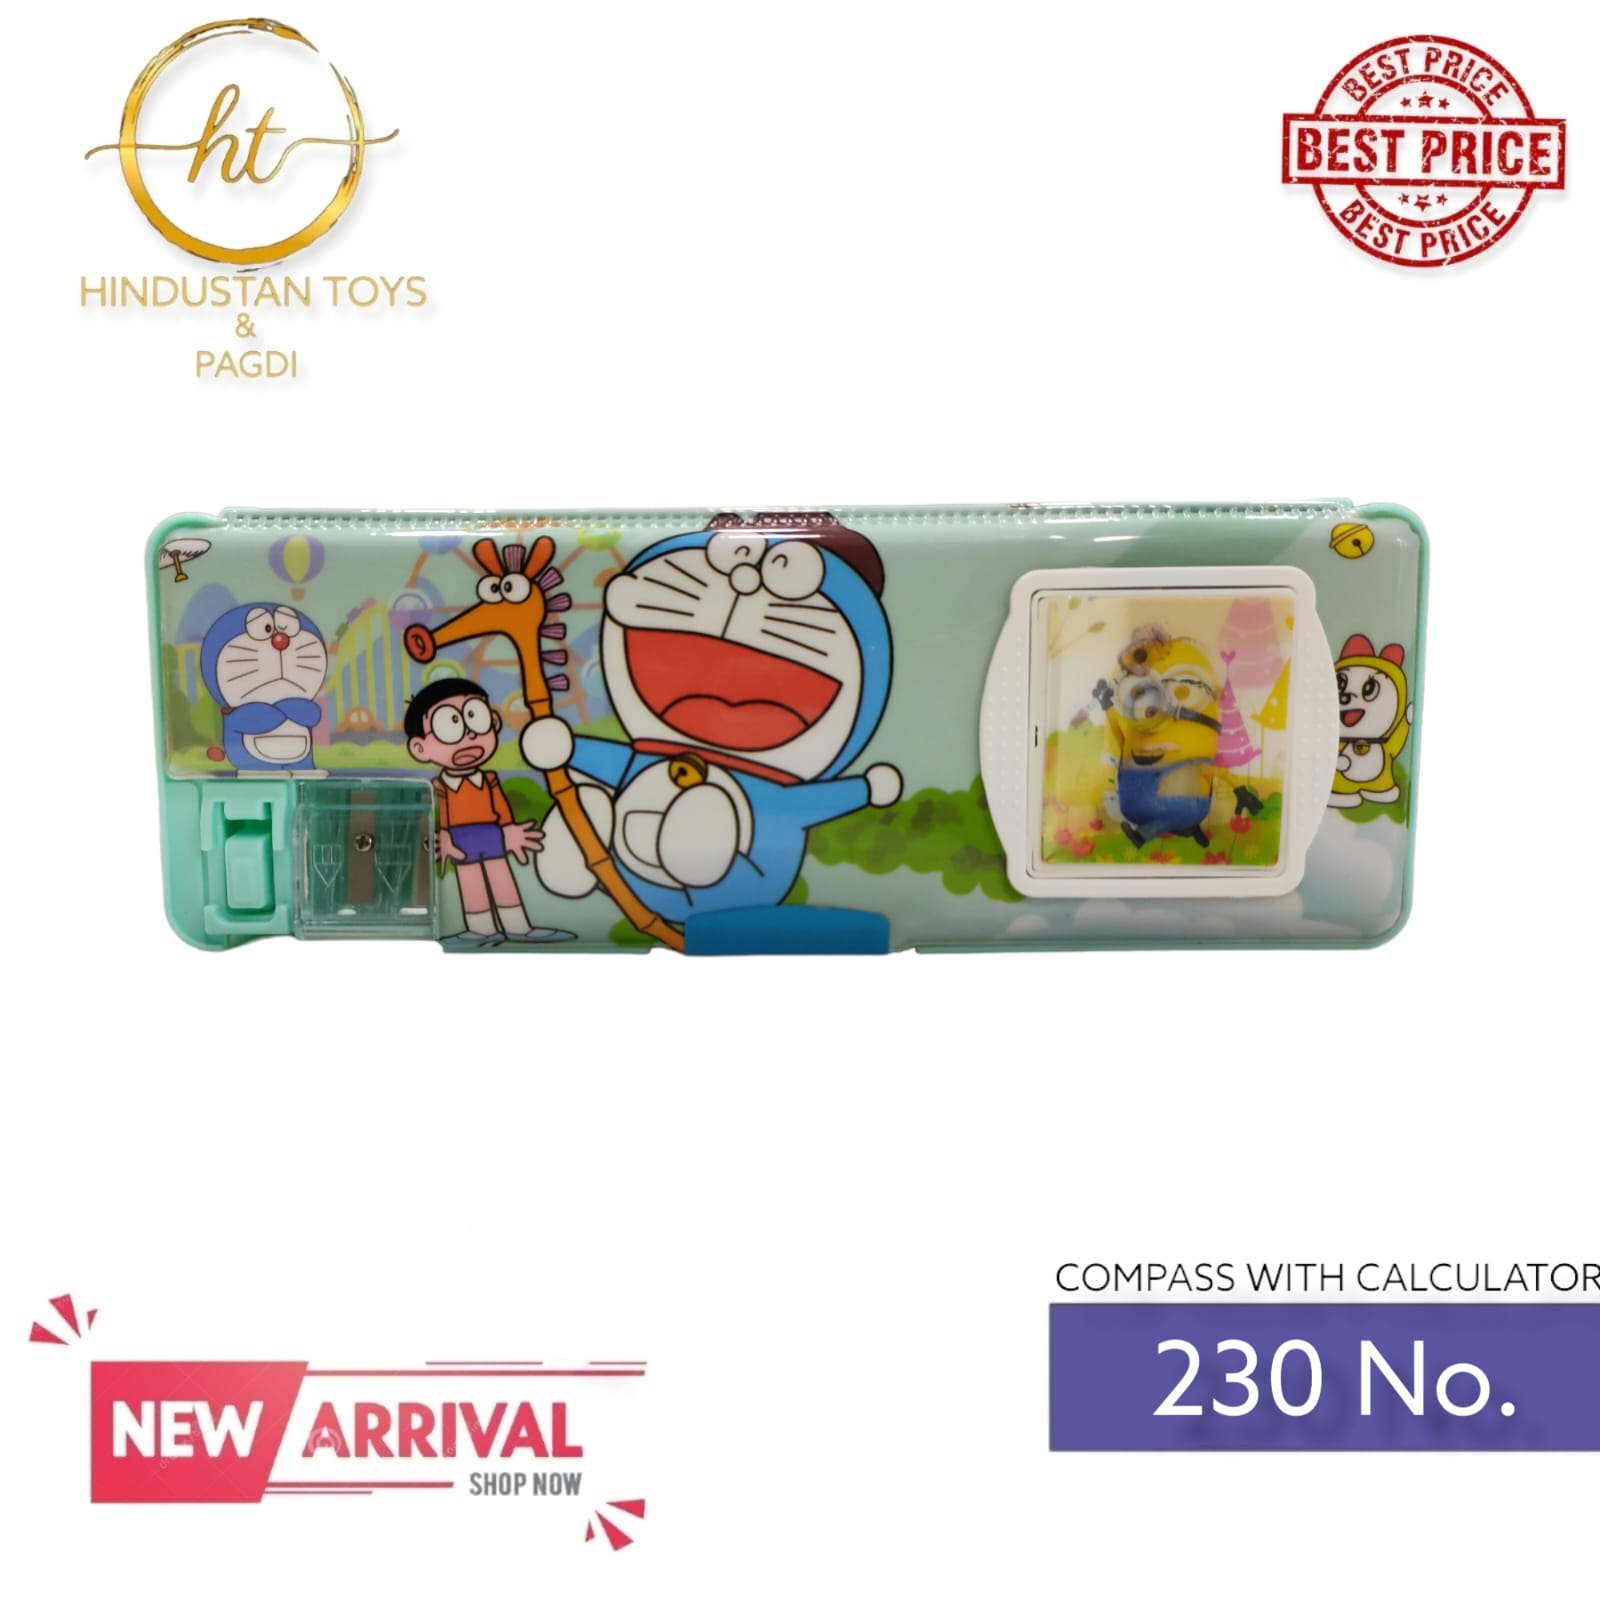 ht
HINDUSTAN TOYS
&
PAGDI
BEST PRICE
BEST PRICE
BEST PRICE
COMPASS WITH CALCULATOR
230 No.
NEW ARRIVAL
SHOP NOW